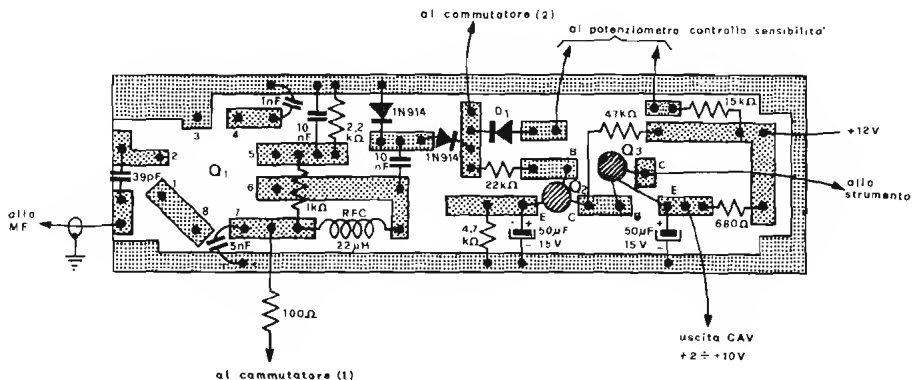 al commutatore (2)
al potenziometro controllo sensibilita'
1nF
10 nF
2,2 kΩ
1N914
D1
47kΩ
15kΩ
+12V
3
4
5
2
39pF
Q1
10 nF
1N914
B
Q3
C
22kΩ
Q2
allo strumento
1
6
1kΩ
8
7
RFC
22µH
E
C
B
E
alla MF
5nF
4,7 kΩ
+
50µF
15V
−
50µF
+
15V
−
680Ω
100Ω
uscita CAV
+2 ÷ +10V
al commutatore (1)